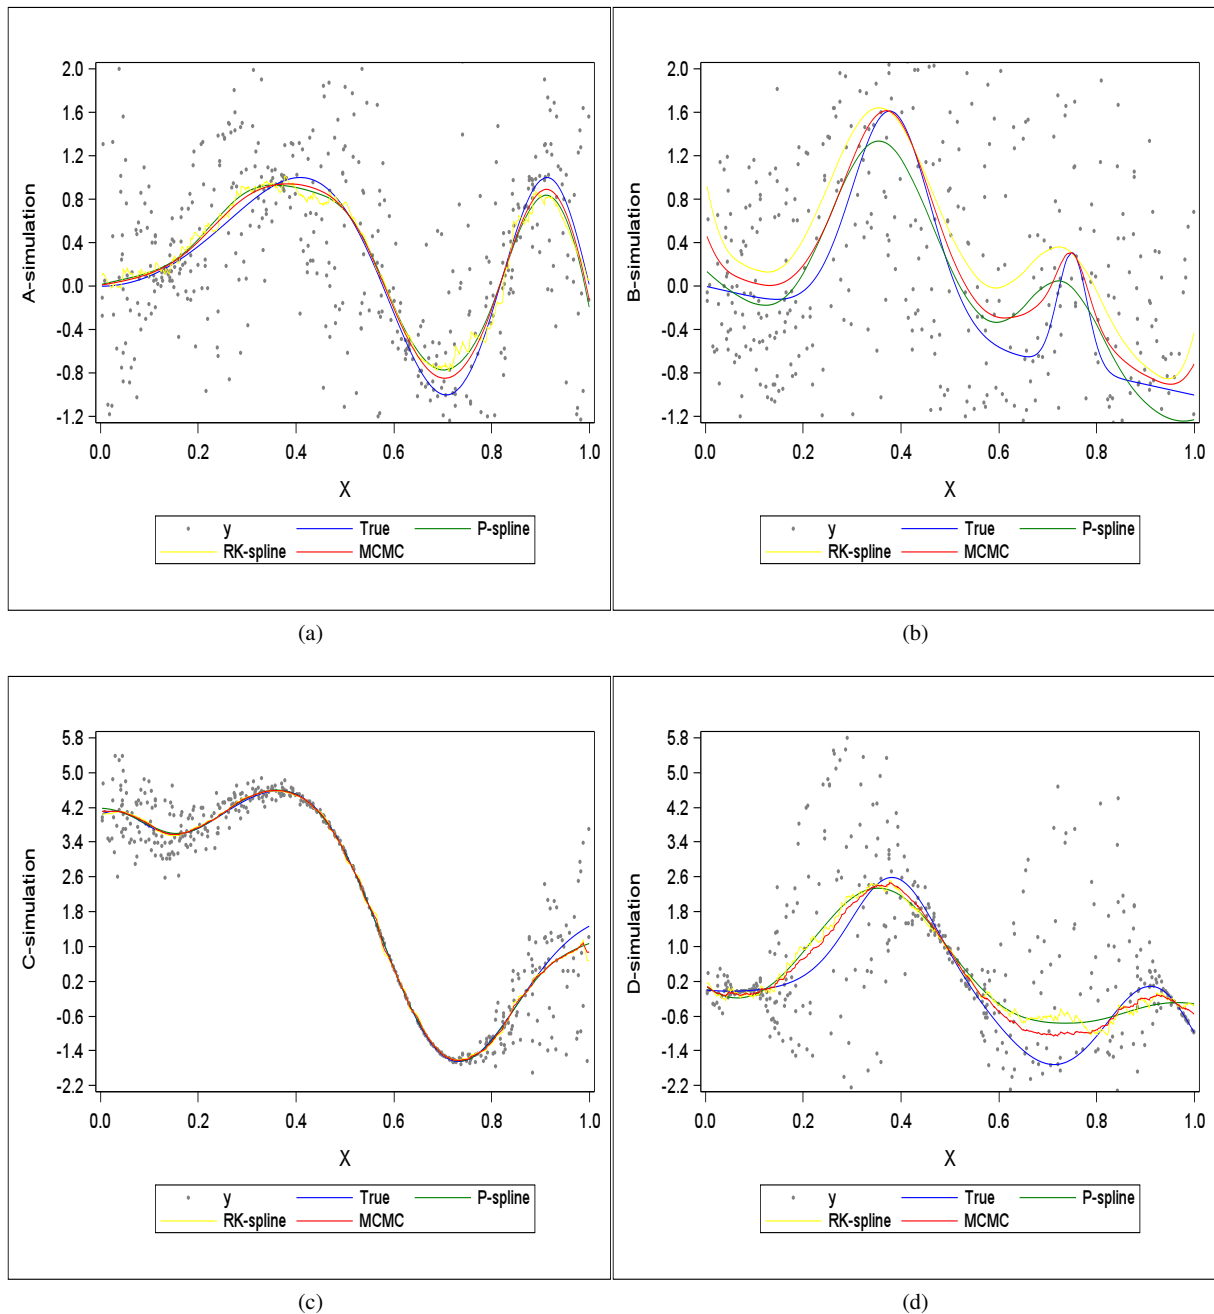 A-simulation
2.0
1.6
1.2
0.8
0.4
0.0
-0.4
-0.8
-1.2
0.0 0.2 0.4 0.6 0.8 1.0
X
y True P-spline
RK-spline MCMC
(a)
B-simulation
2.0
1.6
1.2
0.8
0.4
0.0
-0.4
-0.8
-1.2
0.0 0.2 0.4 0.6 0.8 1.0
X
y True P-spline
RK-spline MCMC
(b)
C-simulation
5.8
5.0
4.2
3.4
2.6
1.8
1.0
0.2
-0.6
-1.4
-2.2
0.0 0.2 0.4 0.6 0.8 1.0
X
y True P-spline
RK-spline MCMC
(c)
D-simulation
5.8
5.0
4.2
3.4
2.6
1.8
1.0
0.2
-0.6
-1.4
-2.2
0.0 0.2 0.4 0.6 0.8 1.0
X
y True P-spline
RK-spline MCMC
(d)